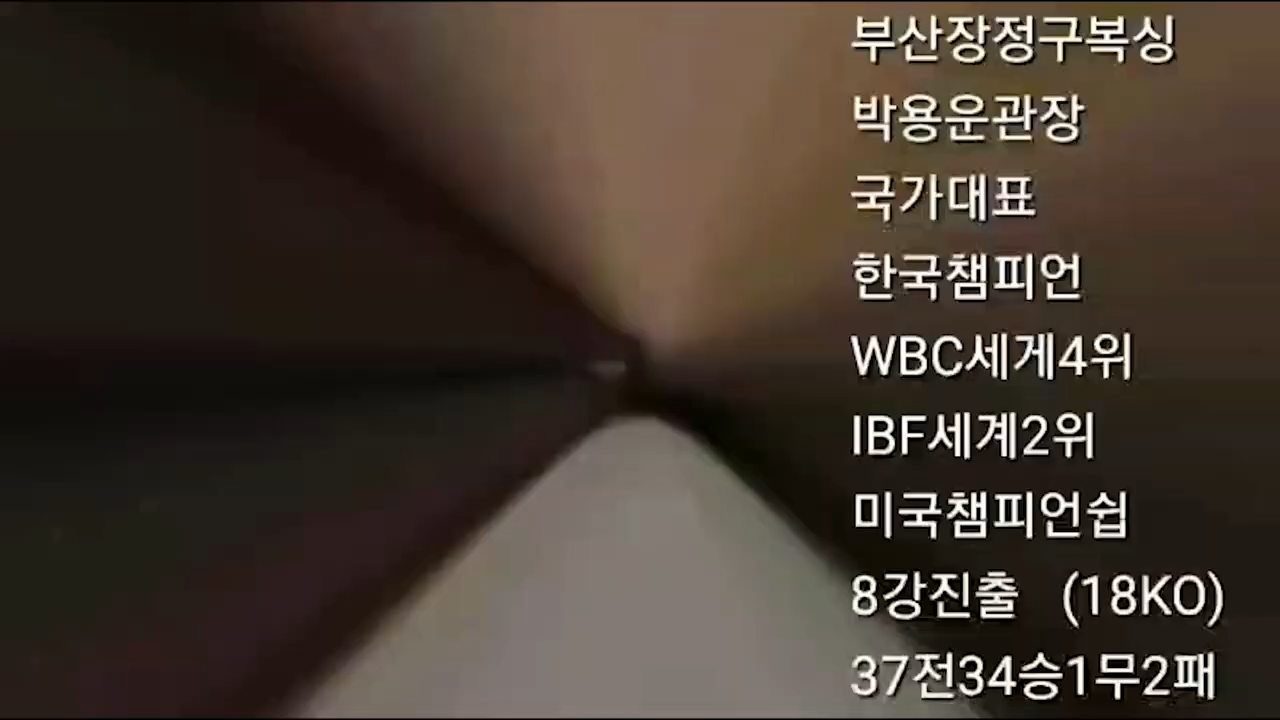 부산장정구복싱
박용운관장
국가대표
한국챔피언
WBC세게4위
IBF세계2위
미국챔피언쉽
8강진출 (18KO)
37전34승1무2패